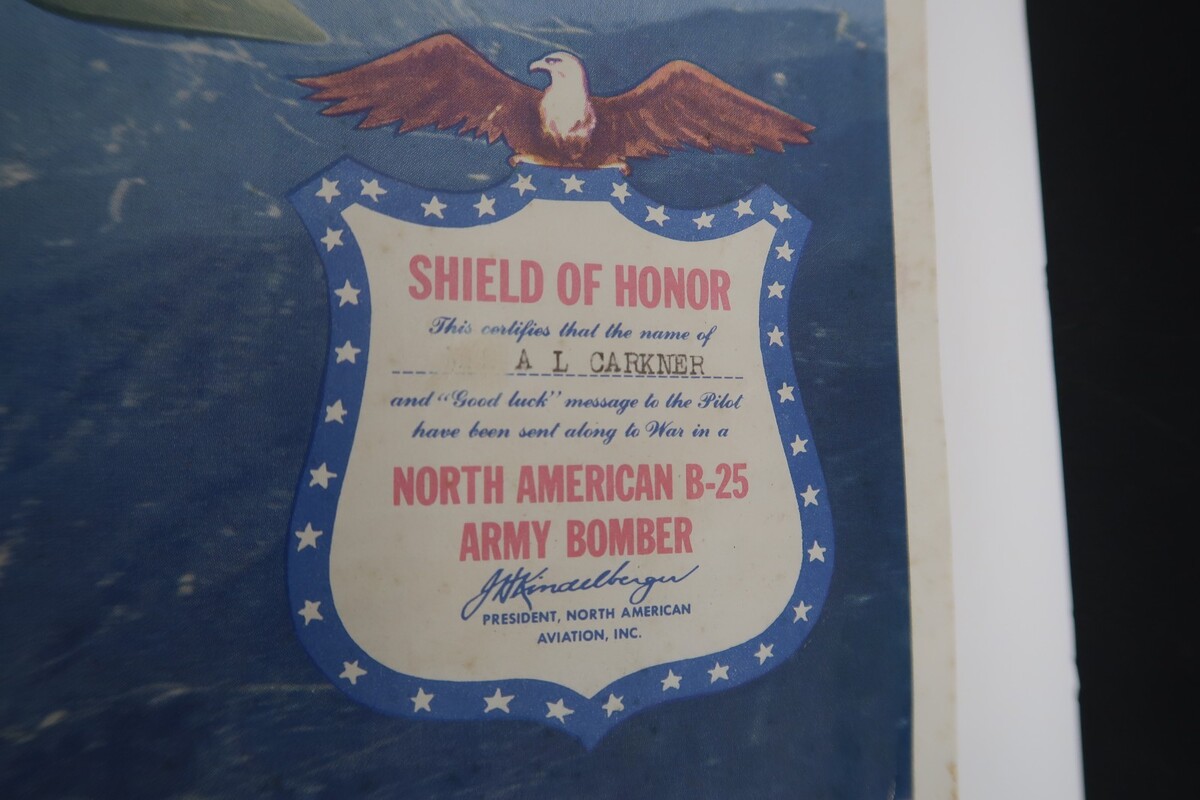 SHIELD OF HONOR
This certifies that the name of
A L CARKNER
and "Good luck" message to the Pilot
have been sent along to War in a
NORTH AMERICAN B-25
ARMY BOMBER
JHKindelberger
PRESIDENT, NORTH AMERICAN
AVIATION, INC.